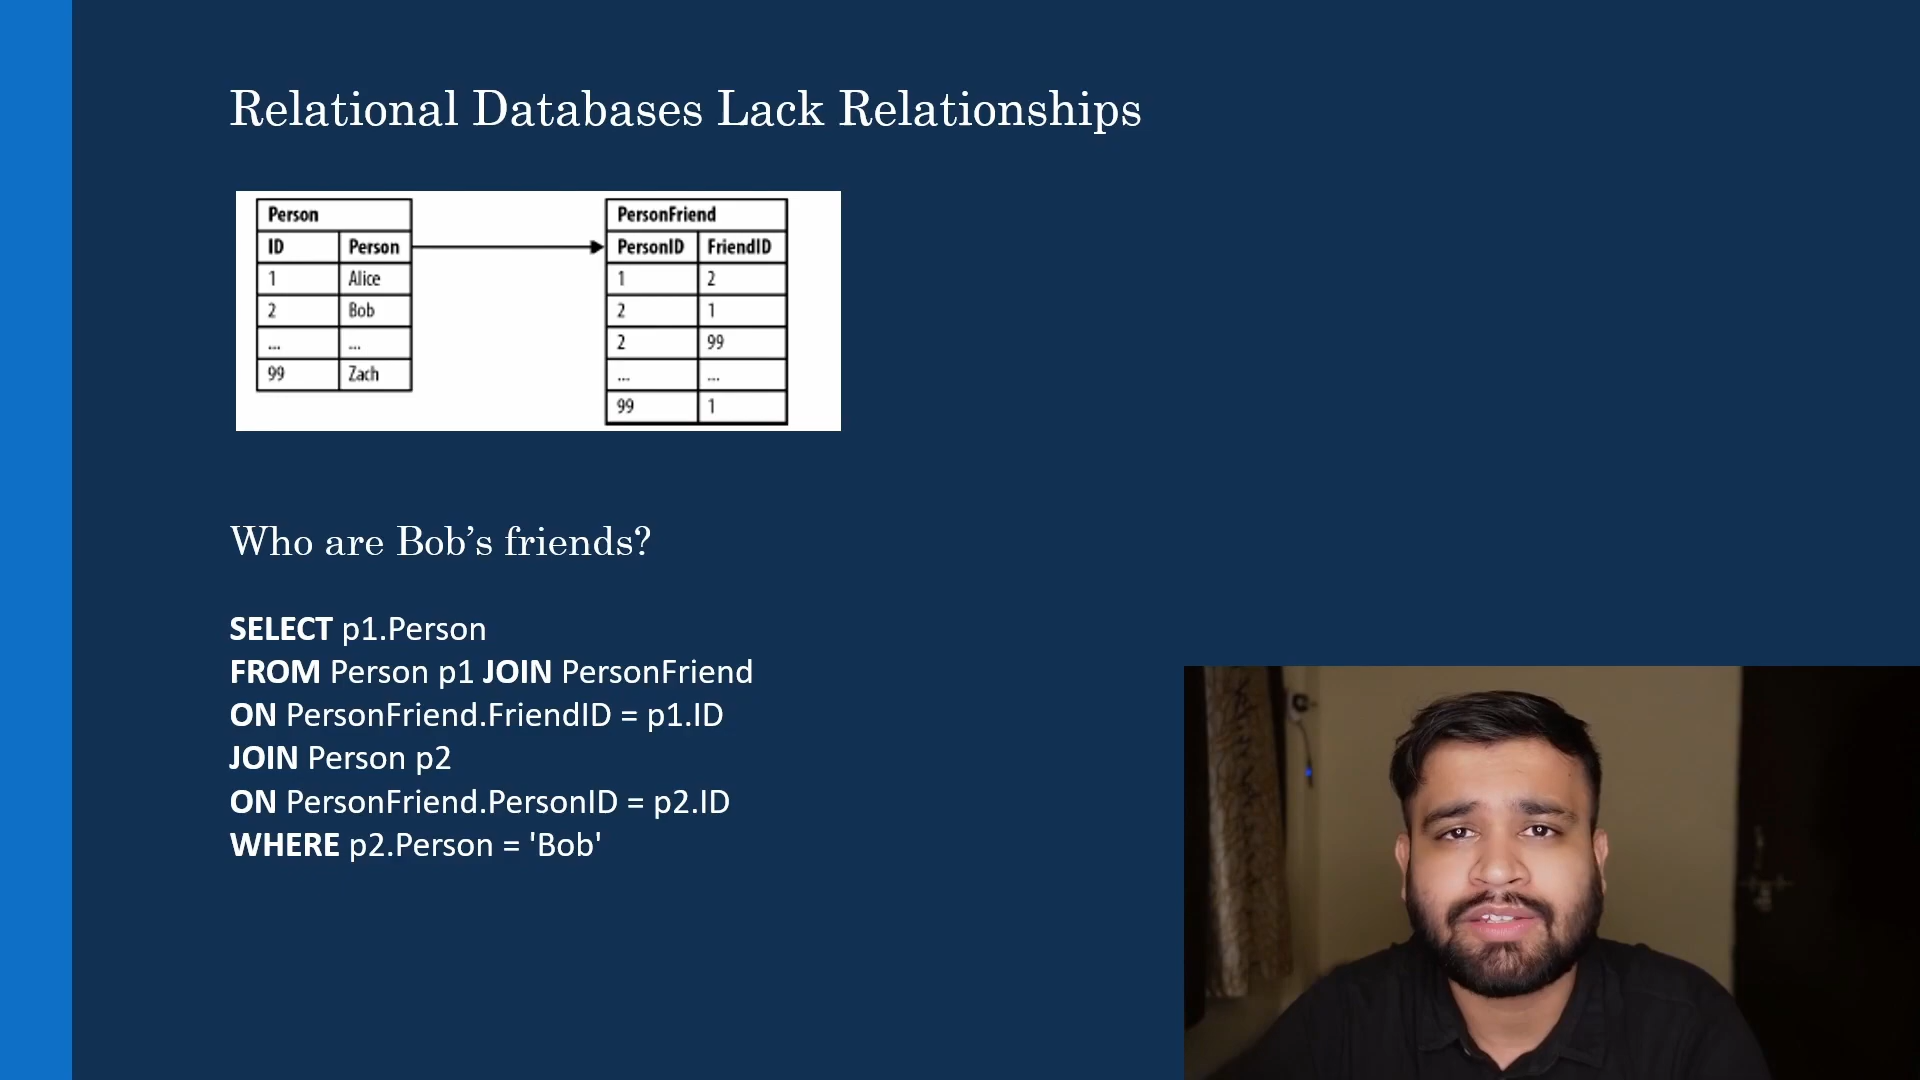 Relational Databases Lack Relationships
Person
ID Person
1 Alice
2 Bob
... ...
99 Zach
PersonFriend
PersonID FriendID
1 2
2 1
2 99
... ...
99 1
Who are Bob’s friends?
SELECT p1.Person
FROM Person p1 JOIN PersonFriend
ON PersonFriend.FriendID = p1.ID
JOIN Person p2
ON PersonFriend.PersonID = p2.ID
WHERE p2.Person = 'Bob'